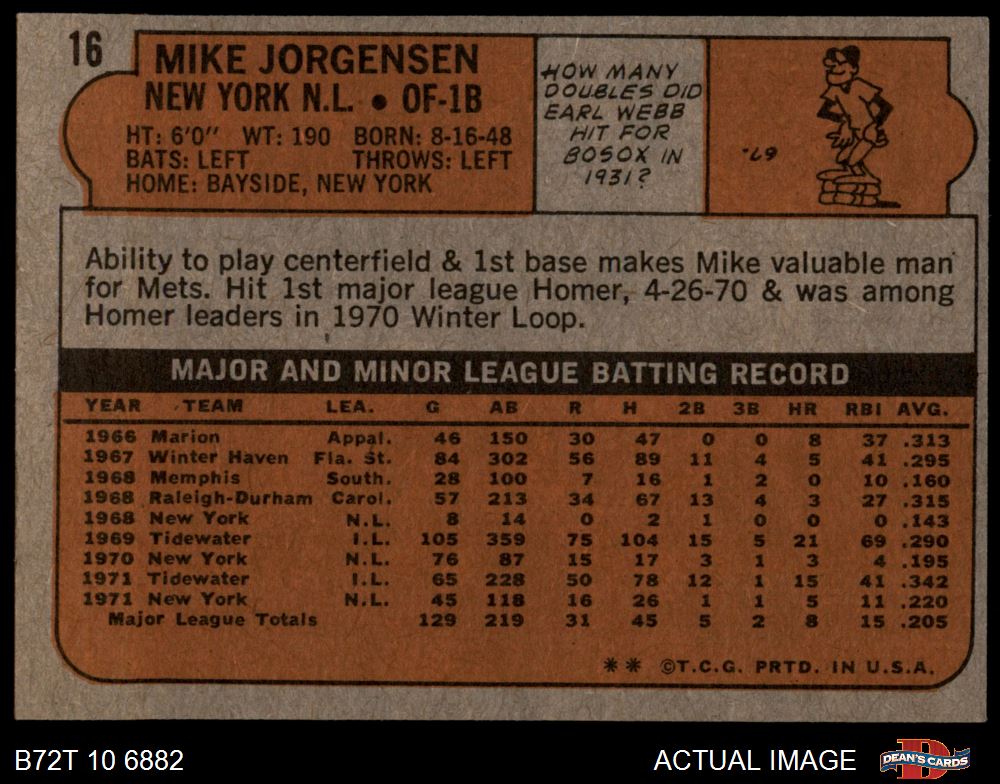 16
MIKE JORGENSEN
NEW YORK N.L. • OF-1B
HT: 6'0" WT: 190 BORN: 8-16-48
BATS: LEFT THROWS: LEFT
HOME: BAYSIDE, NEW YORK
HOW MANY
DOUBLES DID
EARL WEBB
HIT FOR
BOSOX IN
1931?
67.
Ability to play centerfield & 1st base makes Mike valuable man
for Mets. Hit 1st major league Homer, 4-26-70 & was among
Homer leaders in 1970 Winter Loop.
MAJOR AND MINOR LEAGUE BATTING RECORD
YEAR TEAM LEA. G AB R H 2B 3B HR RBI AVG.
1966 Marion Appal. 46 150 30 47 0 0 8 37 .313
1967 Winter Haven Fla. St. 84 302 56 89 11 4 5 41 .295
1968 Memphis South. 28 100 7 16 1 2 0 10 .160
1968 Raleigh-Durham Carol. 57 213 34 67 13 4 3 27 .315
1968 New York N.L. 8 14 0 2 1 0 0 0 .143
1969 Tidewater I.L. 105 359 75 104 15 5 21 69 .290
1970 New York N.L. 76 87 15 17 3 1 3 4 .195
1971 Tidewater I.L. 65 228 50 78 12 1 15 41 .342
1971 New York N.L. 45 118 16 26 1 1 5 11 .220
Major League Totals 129 219 31 45 5 2 8 15 .205
** ©T.C.G. PRTD. IN U.S.A.
B72T 10 6882 ACTUAL IMAGE DEAN'S CARDS